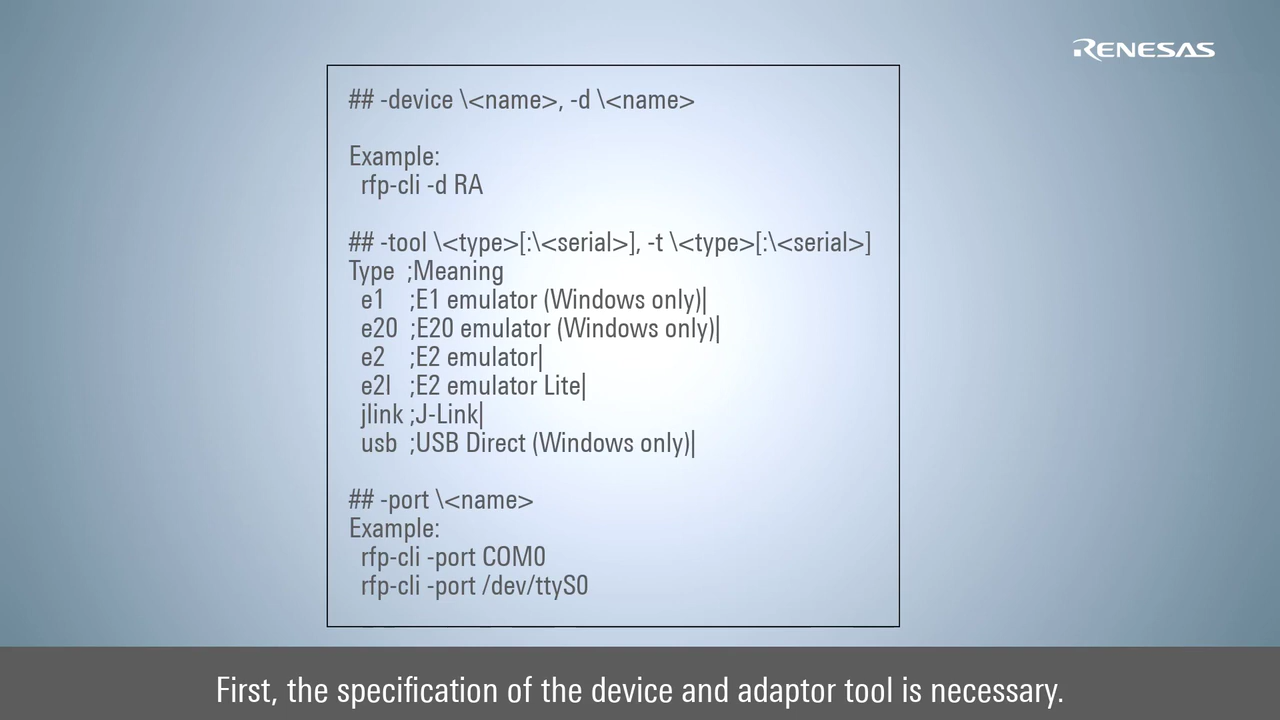 RENESAS
## -device \<name>, -d \<name>
Example:
rfp-cli -d RA
## -tool \<type>[:\<serial>], -t \<type>[:\<serial>]
Type ;Meaning
e1 ;E1 emulator (Windows only)|
e20 ;E20 emulator (Windows only)|
e2 ;E2 emulator|
e2l ;E2 emulator Lite|
jlink ;J-Link|
usb ;USB Direct (Windows only)|
## -port \<name>
Example:
rfp-cli -port COM0
rfp-cli -port /dev/ttyS0
First, the specification of the device and adaptor tool is necessary.